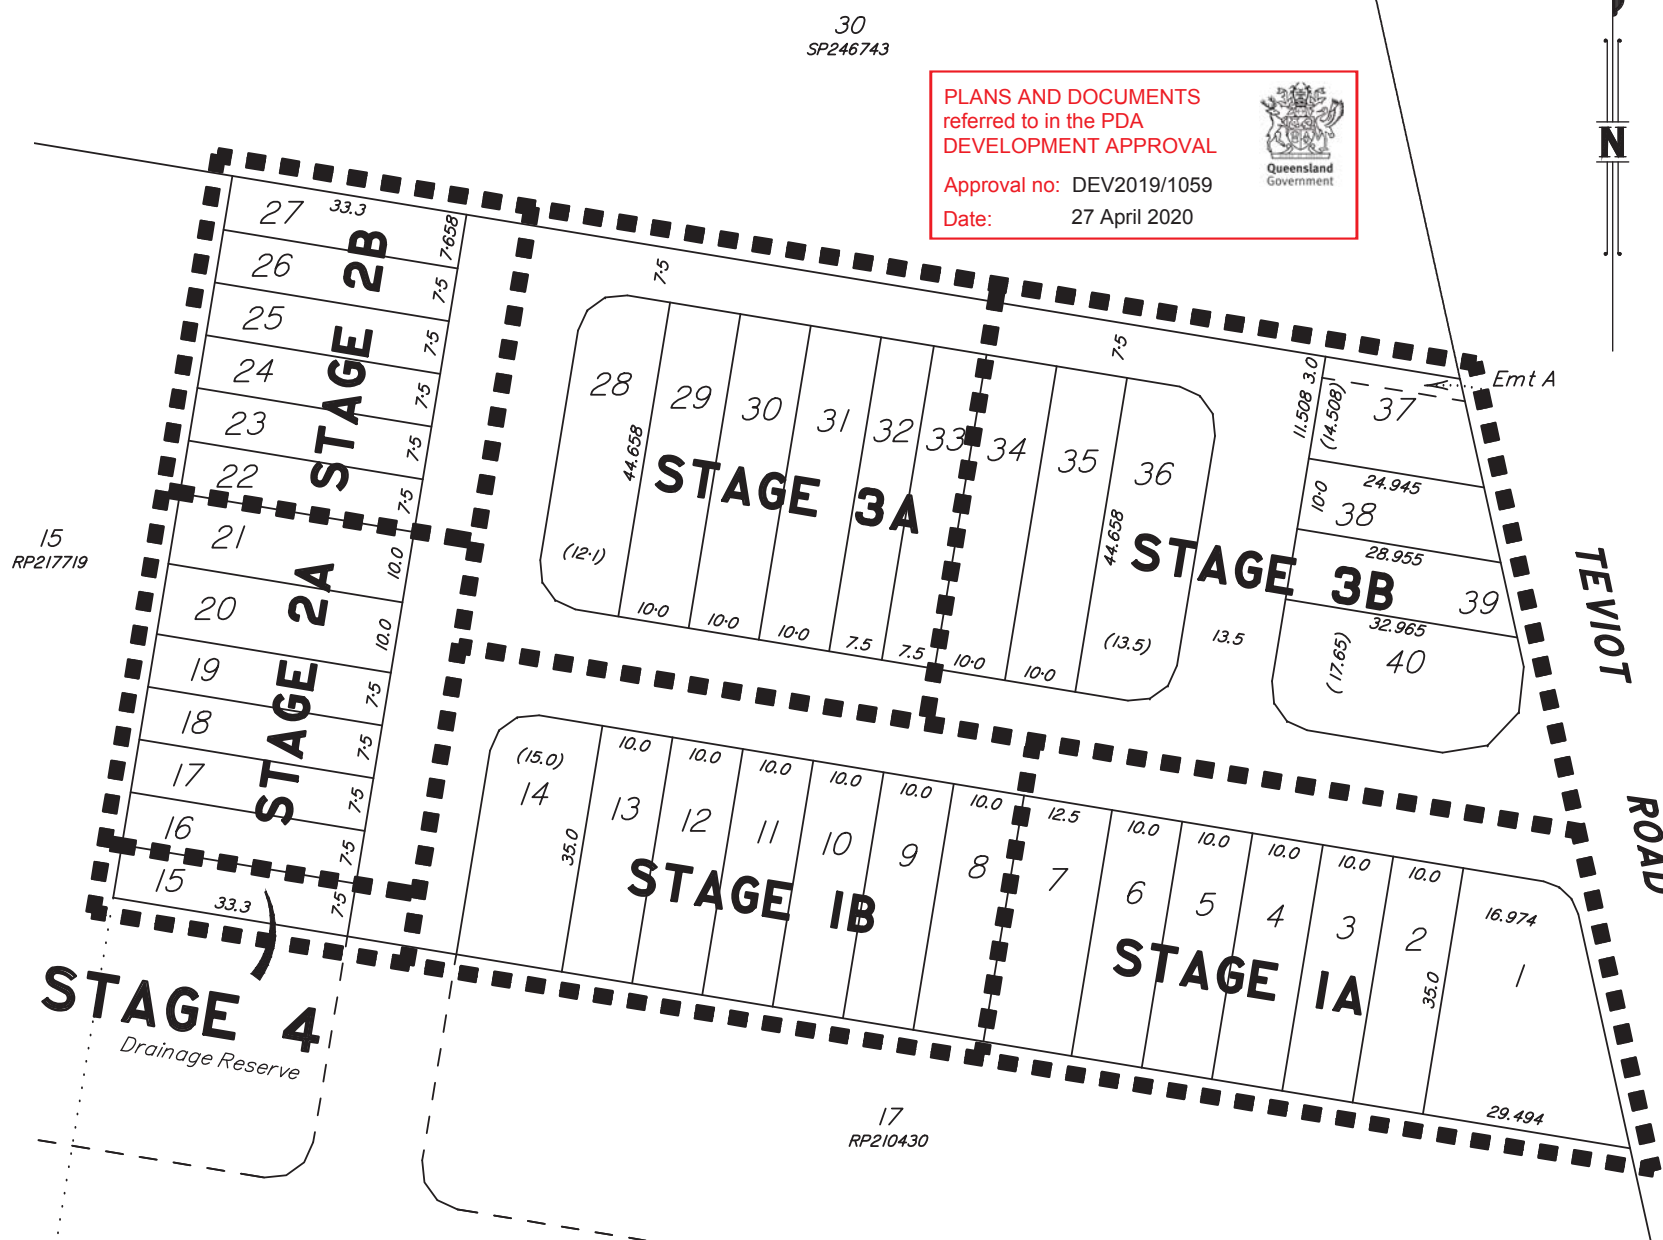 30
SP246743
PLANS AND DOCUMENTS
referred to in the PDA
DEVELOPMENT APPROVAL
Approval no: DEV2019/1059
Date: 27 April 2020
Queensland
Government
N
27 33.3 7·658
26 7·5
25 7·5
24 7·5
23 7·5
22 7·5
STAGE 2B
21 10.0
20 10.0
19 7·5
18 7·5
17 7·5
16 7·5
STAGE 2A
15 33.3 7·5
15
RP217719
STAGE 4
Drainage Reserve
7·5
28 29 30 31 32 33
44.658
STAGE 3A
(12·1)
10·0 10·0 10·0 7.5 7.5
7·5
34 35 36
44.658
STAGE 3B
10·0 10·0 (13.5) 13.5
11.508 3.0
(14.508)
Emt A
37
24.945
10·0 38
28.955
39
32.965
(17.65) 40
TEVIOT ROAD
(15.0) 10.0 10.0 10.0 10.0 10.0 10.0
14 13 12 11 10 9 8
35.0
STAGE 1B
12.5 10.0 10.0 10.0 10.0 10.0
7 6 5 4 3 2 1
16.974
35.0
STAGE 1A
29.494
17
RP210430